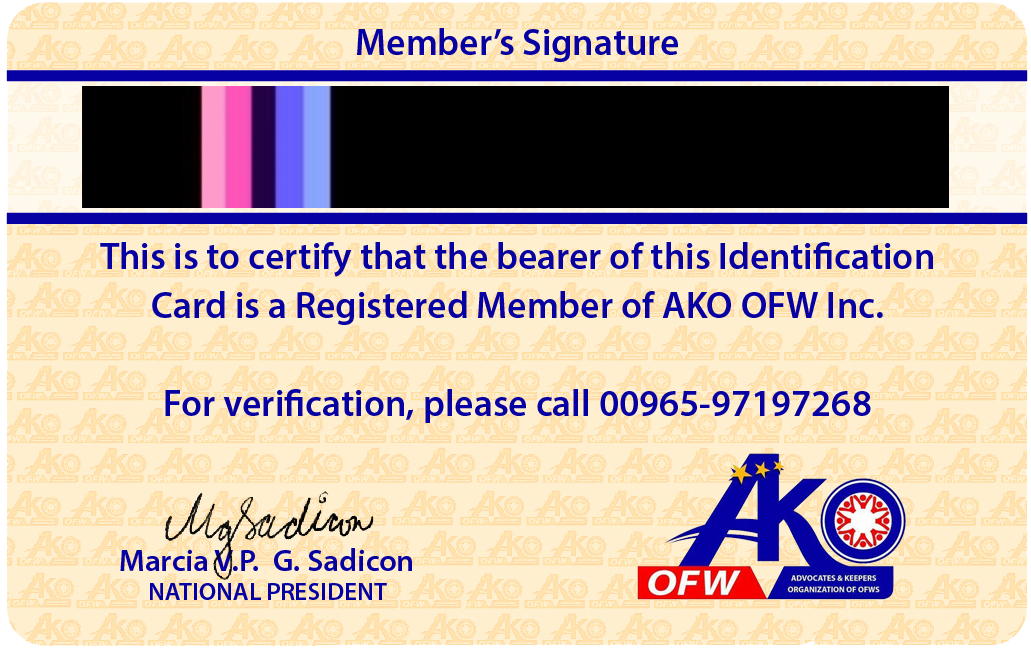 Member's Signature
This is to certify that the bearer of this Identification
Card is a Registered Member of AKO OFW Inc.
For verification, please call 00965-97197268
MgSadicon
Marcia V.P. G. Sadicon
NATIONAL PRESIDENT
AKO
OFW
ADVOCATES & KEEPERS
ORGANIZATION OF OFWS